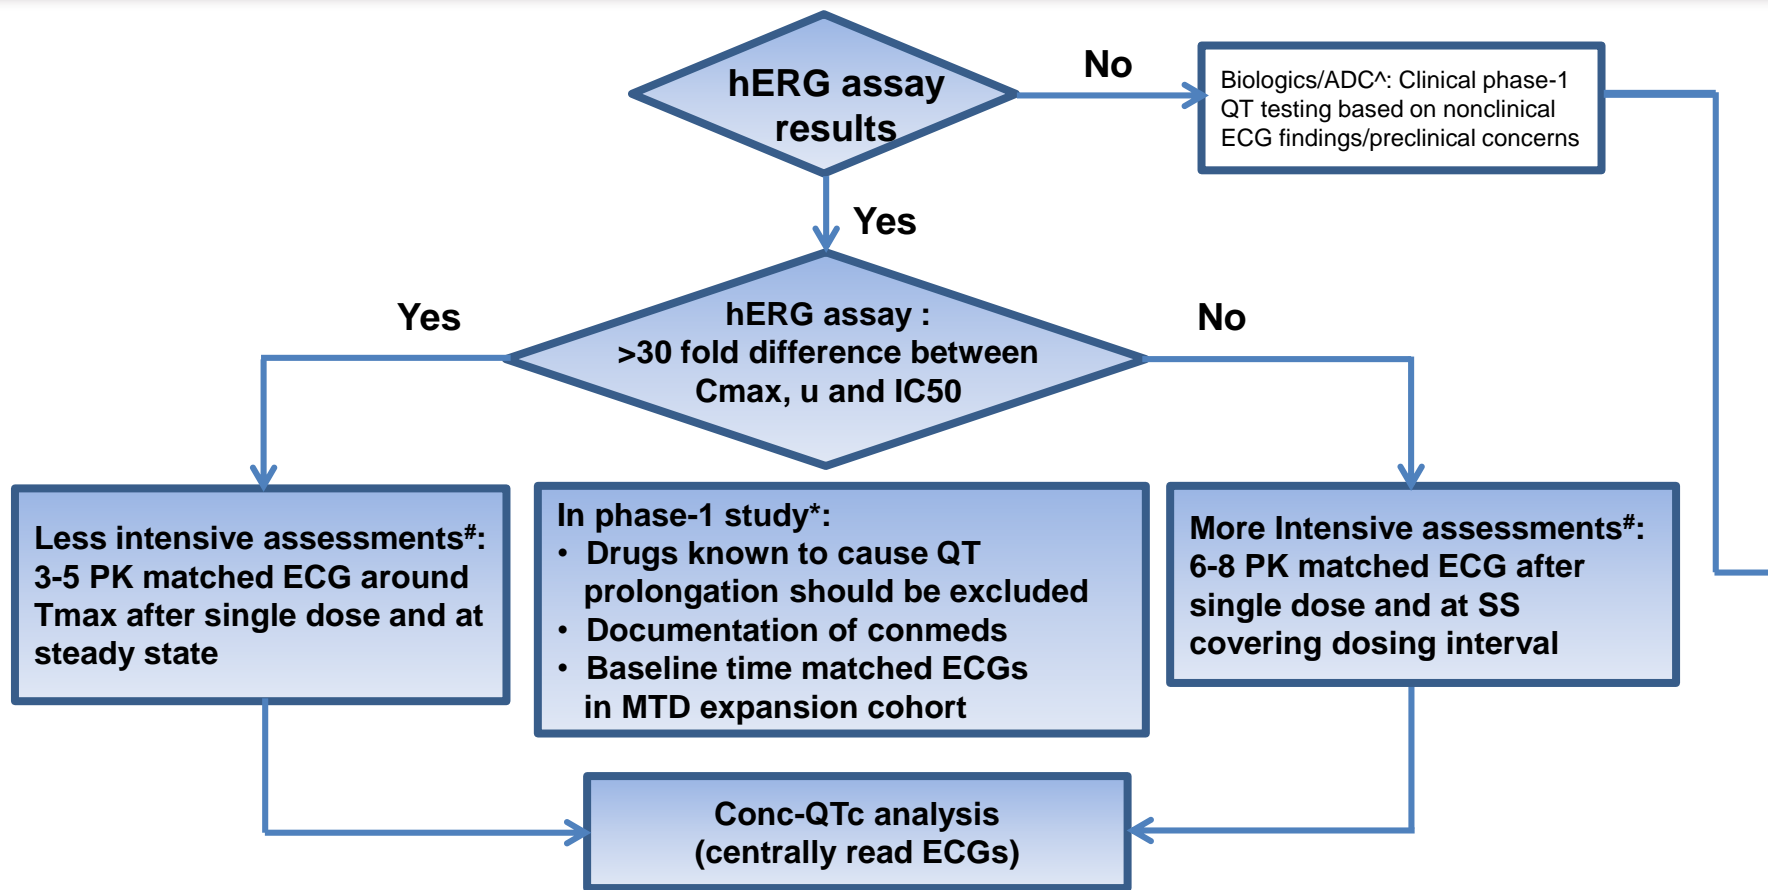 hERG assay
results
No
Biologics/ADC^: Clinical phase-1
QT testing based on nonclinical
ECG findings/preclinical concerns
Yes
Yes
hERG assay :
>30 fold difference between
Cmax, u and IC50
No
Less intensive assessments#:
3-5 PK matched ECG around
Tmax after single dose and at
steady state
In phase-1 study*:
• Drugs known to cause QT
prolongation should be excluded
• Documentation of conmeds
• Baseline time matched ECGs
in MTD expansion cohort
More Intensive assessments#:
6-8 PK matched ECG after
single dose and at SS
covering dosing interval
Conc-QTc analysis
(centrally read ECGs)